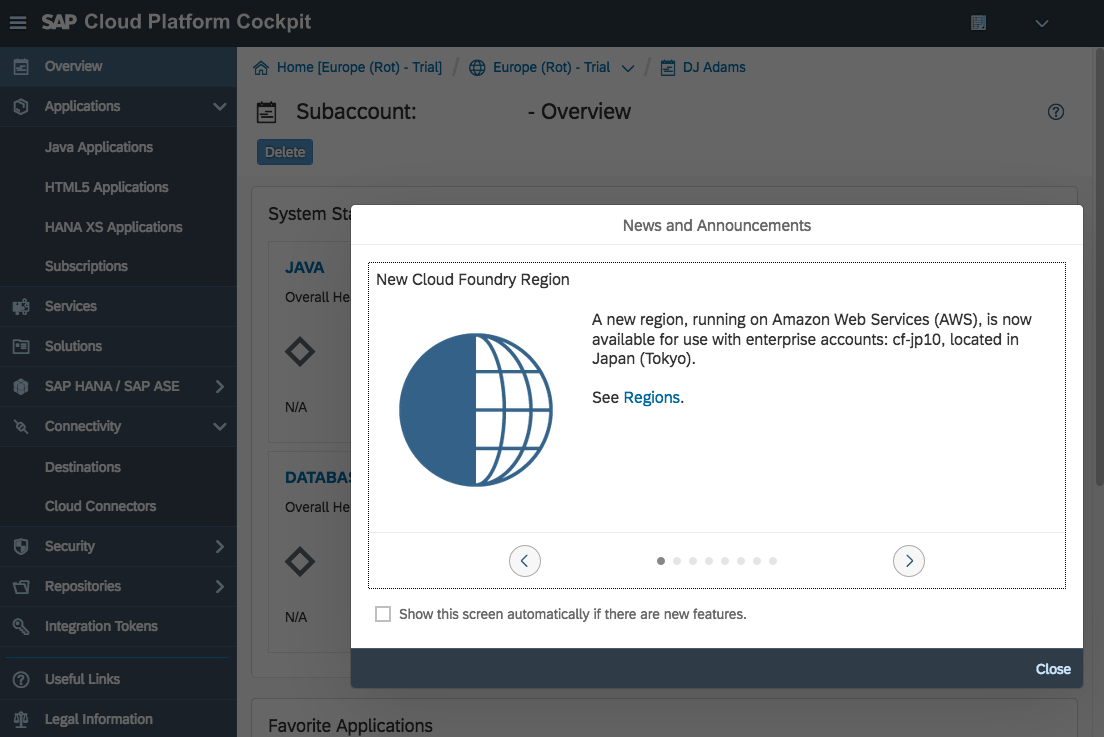 SAP Cloud Platform Cockpit
Overview
Applications
Java Applications
HTML5 Applications
HANA XS Applications
Subscriptions
Services
Solutions
SAP HANA / SAP ASE
Connectivity
Destinations
Cloud Connectors
Security
Repositories
Integration Tokens
Useful Links
Legal Information
Home [Europe (Rot) - Trial] / Europe (Rot) - Trial / DJ Adams
Subaccount: - Overview
Delete
System Sta
JAVA
Overall He
N/A
DATABAS
Overall He
N/A
Favorite Applications
News and Announcements
New Cloud Foundry Region
A new region, running on Amazon Web Services (AWS), is now
available for use with enterprise accounts: cf-jp10, located in
Japan (Tokyo).
See Regions.
Show this screen automatically if there are new features.
Close